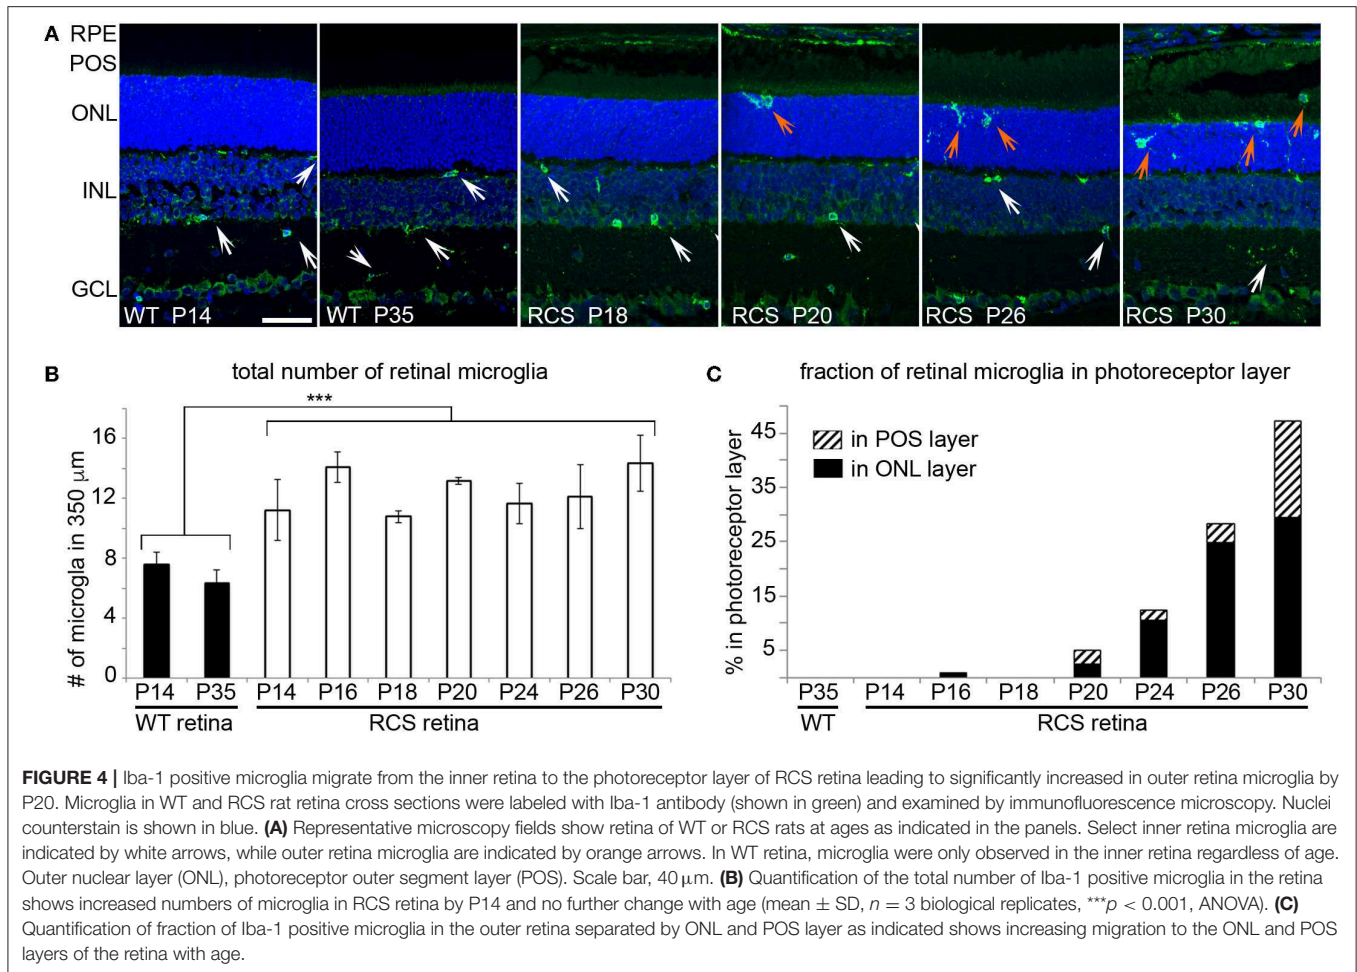 A
RPE
POS
ONL
INL
GCL
WT P14
WT P35
RCS P18
RCS P20
RCS P26
RCS P30
B
total number of retinal microglia
***
# of microglia in 350 μm
16
12
8
4
0
P14 P35 P14 P16 P18 P20 P24 P26 P30
WT retina RCS retina
C
fraction of retinal microglia in photoreceptor layer
in POS layer
in ONL layer
% in photoreceptor layer
45
35
25
15
5
P35 P14 P16 P18 P20 P24 P26 P30
WT RCS retina
FIGURE 4 | Iba-1 positive microglia migrate from the inner retina to the photoreceptor layer of RCS retina leading to significantly increased in outer retina microglia by
P20. Microglia in WT and RCS rat retina cross sections were labeled with Iba-1 antibody (shown in green) and examined by immunofluorescence microscopy. Nuclei
counterstain is shown in blue. (A) Representative microscopy fields show retina of WT or RCS rats at ages as indicated in the panels. Select inner retina microglia are
indicated by white arrows, while outer retina microglia are indicated by orange arrows. In WT retina, microglia were only observed in the inner retina regardless of age.
Outer nuclear layer (ONL), photoreceptor outer segment layer (POS). Scale bar, 40 μm. (B) Quantification of the total number of Iba-1 positive microglia in the retina
shows increased numbers of microglia in RCS retina by P14 and no further change with age (mean ± SD, n = 3 biological replicates, ***p < 0.001, ANOVA). (C)
Quantification of fraction of Iba-1 positive microglia in the outer retina separated by ONL and POS layer as indicated shows increasing migration to the ONL and POS
layers of the retina with age.